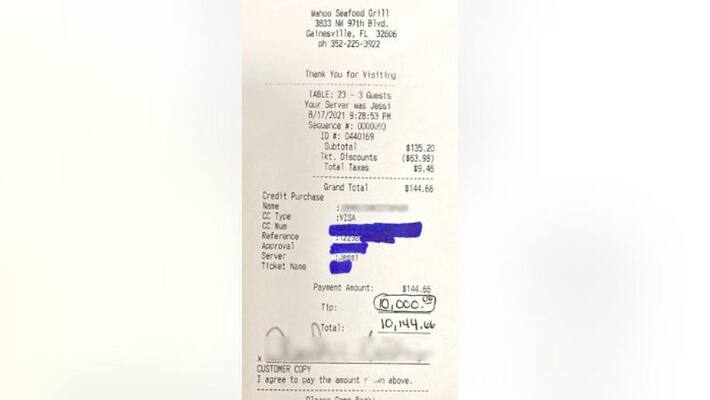 Wahoo Seafood Grill
3833 NW 97th Blvd.
Gainesville, FL 32606
ph 352-225-3922
Thank You for Visiting
TABLE: 23 - 3 Guests
Your Server was Jessi
8/17/2021 9:28:53 PM
Sequence #: 0000093
ID #: 0440169
Subtotal $135.20
Tkt. Discounts ($63.98)
Total Taxes $9.46
Grand Total $144.66
Credit Purchase
Name :
CC Type :VISA
CC Num
Reference
Approval
Server :Jessi
Ticket Name
Payment Amount: $144.66
Tip: 10,000.00
Total: 10,144.66
x
CUSTOMER COPY
I agree to pay the amount above.